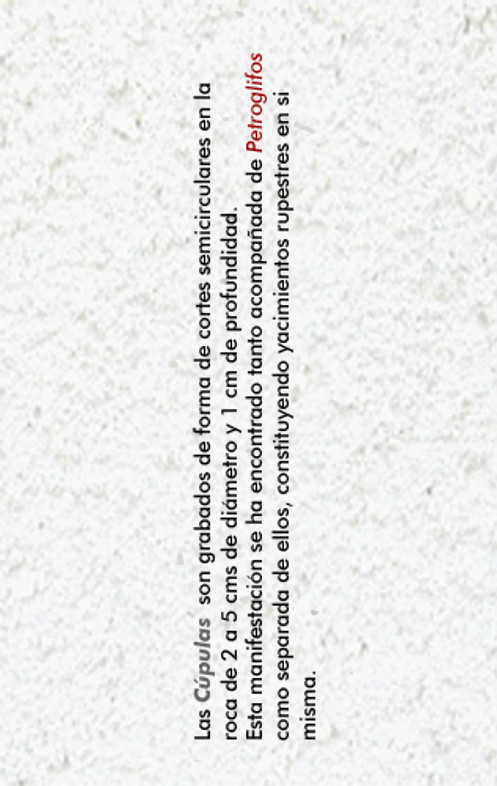 Las Cúpulas son grabados de forma de cortes semicirculares en la
roca de 2 a 5 cms de diámetro y 1 cm de profundidad.
Esta manifestación se ha encontrado tanto acompañada de Petroglifos
como separada de ellos, constituyendo yacimientos rupestres en si
misma.